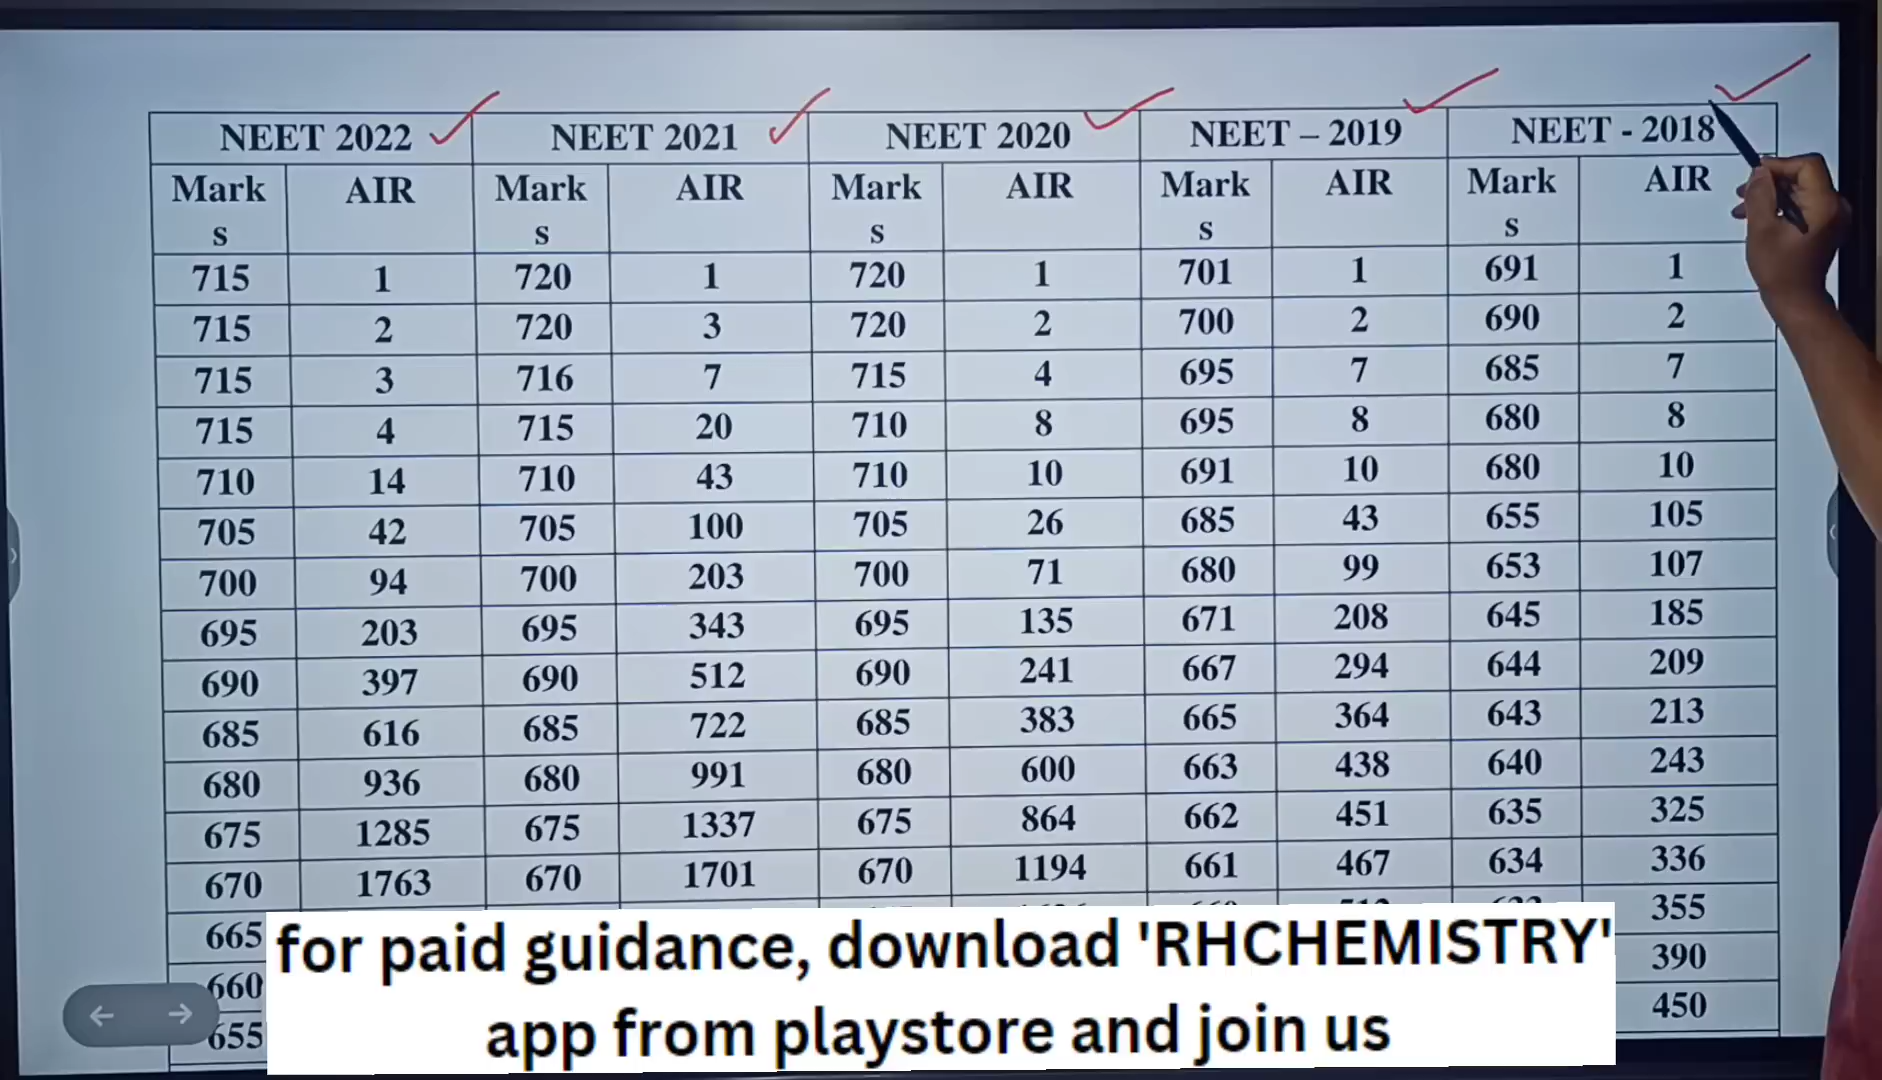 NEET 2022 NEET 2021 NEET 2020 NEET – 2019 NEET - 2018
Mark AIR Mark AIR Mark AIR Mark AIR Mark AIR
s s s s s
715 1 720 1 720 1 701 1 691 1
715 2 720 3 720 2 700 2 690 2
715 3 716 7 715 4 695 7 685 7
715 4 715 20 710 8 695 8 680 8
710 14 710 43 710 10 691 10 680 10
705 42 705 100 705 26 685 43 655 105
700 94 700 203 700 71 680 99 653 107
695 203 695 343 695 135 671 208 645 185
690 397 690 512 690 241 667 294 644 209
685 616 685 722 685 383 665 364 643 213
680 936 680 991 680 600 663 438 640 243
675 1285 675 1337 675 864 662 451 635 325
670 1763 670 1701 670 1194 661 467 634 336
665 355
660 390
655 450
for paid guidance, download 'RHCHEMISTRY'
app from playstore and join us